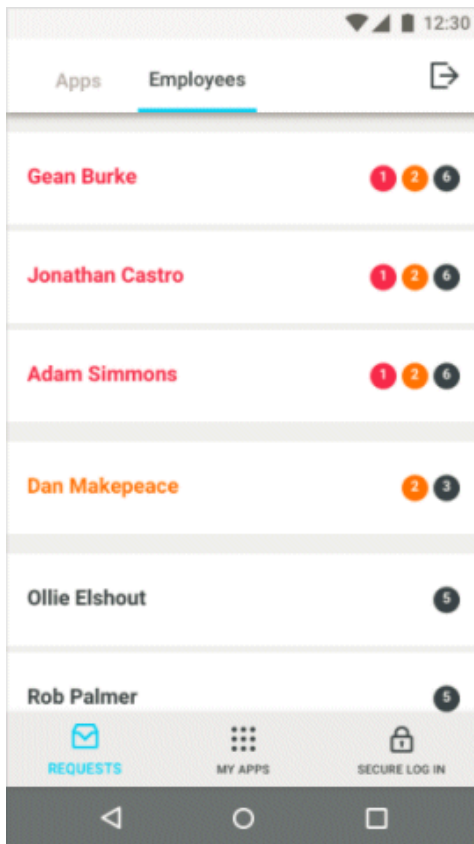 12:30
Apps Employees
Gean Burke 1 2 6
Jonathan Castro 1 2 6
Adam Simmons 1 2 6
Dan Makepeace 2 3
Ollie Elshout 5
Rob Palmer 5
REQUESTS MY APPS SECURE LOG IN